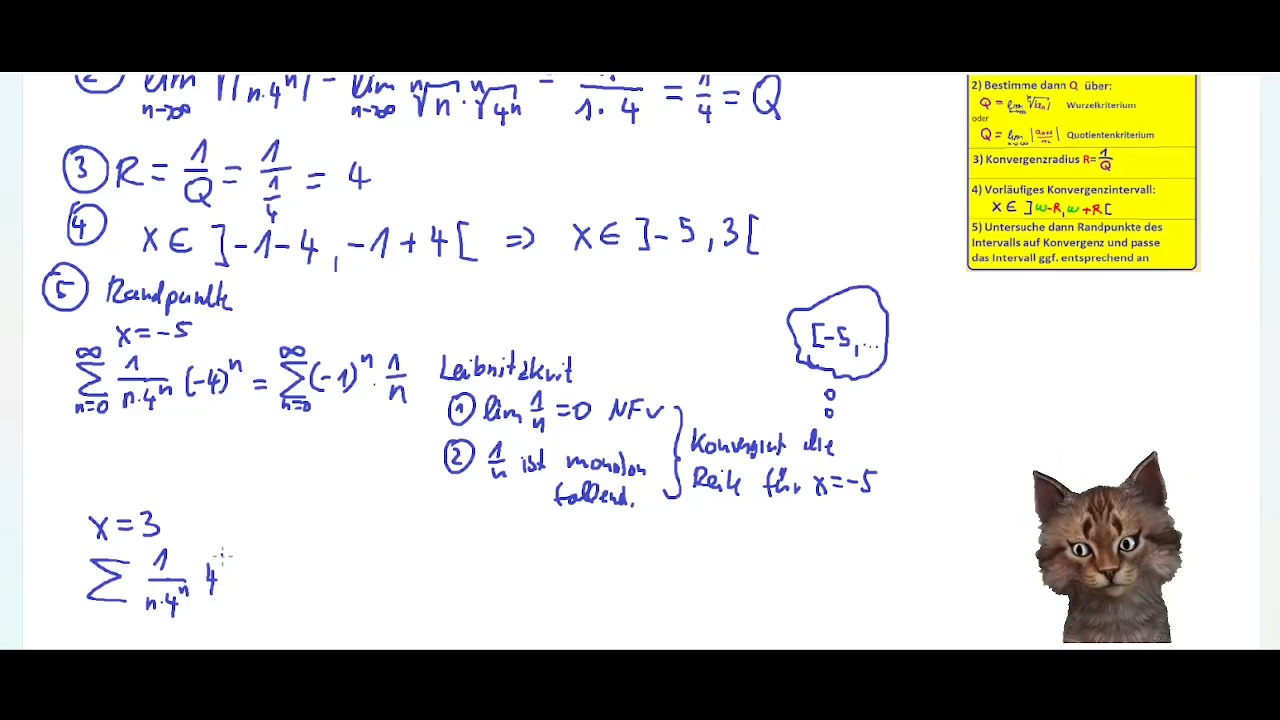 ② lim ⁿ√|1/(n·4ⁿ)| = lim 1/(ⁿ√n · ⁿ√4ⁿ) = 1/(1·4) = 1/4 = Q
n→∞ n→∞
③ R = 1/Q = 1/(1/4) = 4
④ x ∈ ]-1-4, -1+4[ ⇒ x ∈ ]-5, 3[
⑤ Randpunkte
x = -5
∑_{n=0}^{∞} 1/(n·4ⁿ) (-4)ⁿ = ∑_{n=0}^{∞} (-1)ⁿ · 1/n
Leibnitzkrit
① lim 1/n = 0 NFV
② 1/n ist monoton
fallend.
Konvergiert die
Reihe für x=-5
[-5, ...
x = 3
∑ 1/(n·4ⁿ) 4
2) Bestimme dann Q über:
Q = lim ⁿ√|aₙ| Wurzelkriterium
oder
Q = lim |aₙ₊₁/aₙ| Quotientenkriterium
3) Konvergenzradius R = 1/Q
4) Vorläufiges Konvergenzintervall:
x ∈ ]w-R, w+R[
5) Untersuche dann Randpunkte des
Intervalls auf Konvergenz und passe
das Intervall ggf. entsprechend an